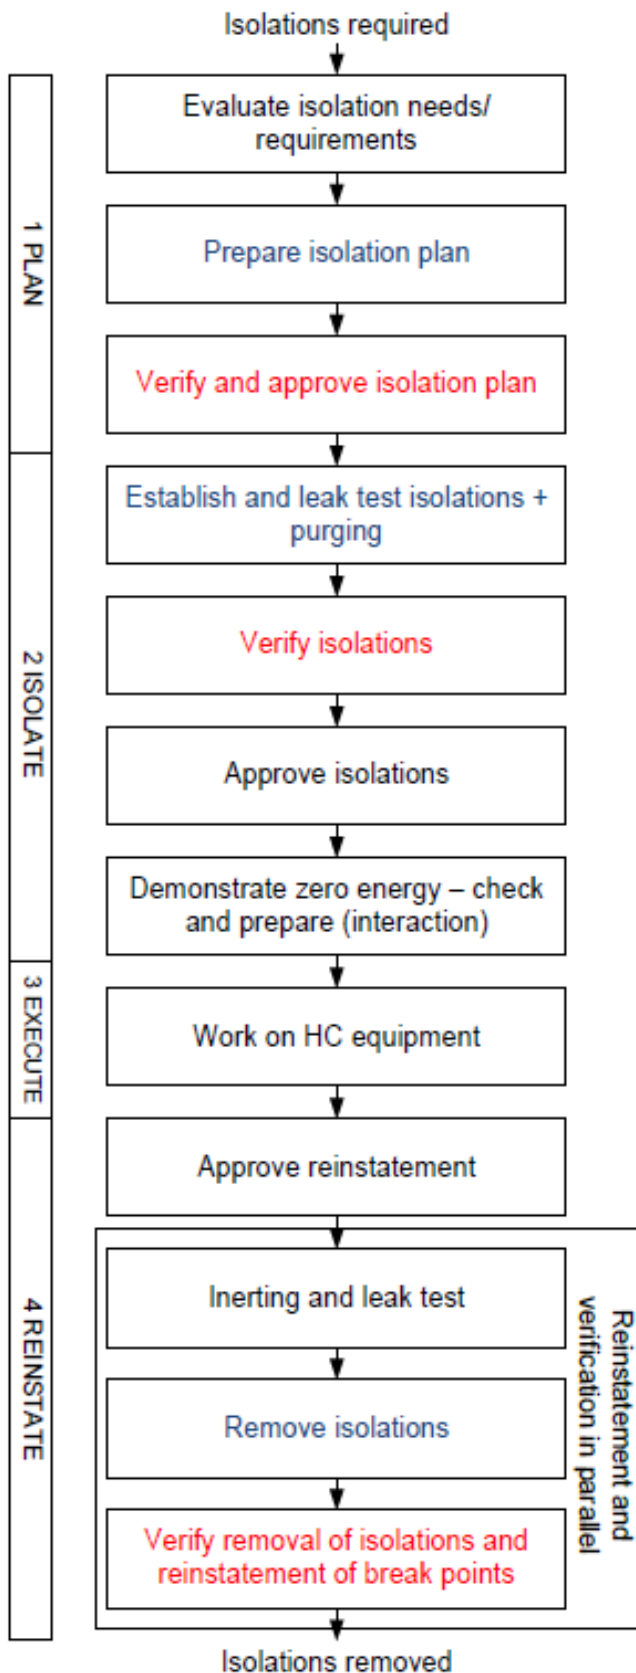 Isolations required
1 PLAN
Evaluate isolation needs/
requirements
Prepare isolation plan
Verify and approve isolation plan
2 ISOLATE
Establish and leak test isolations +
purging
Verify isolations
Approve isolations
Demonstrate zero energy – check
and prepare (interaction)
3 EXECUTE
Work on HC equipment
4 REINSTATE
Approve reinstatement
Reinstatement and
verification in parallel
Inerting and leak test
Remove isolations
Verify removal of isolations and
reinstatement of break points
Isolations removed